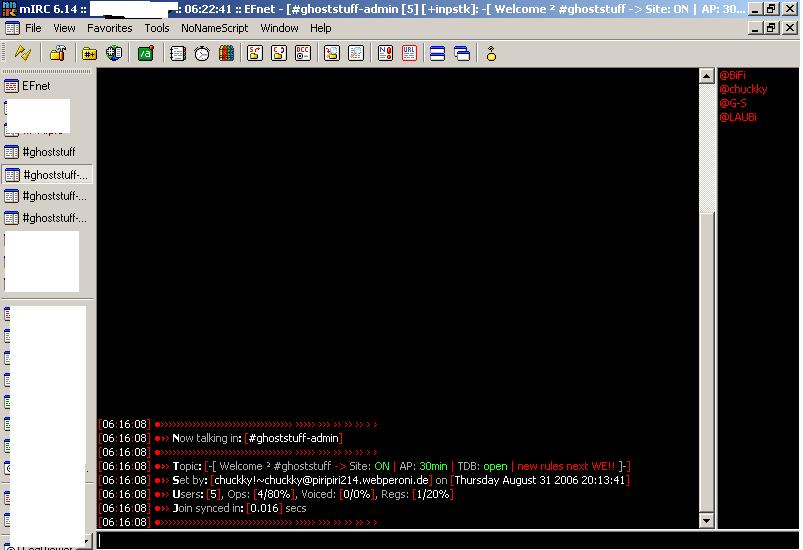 mIRC 6.14 :: :: 06:22:41 :: EFnet - [#ghoststuff-admin [5] [+inpstk]: -[ Welcome ² #ghoststuff -> Site: ON | AP: 30...
File View Favorites Tools NoNameScript Window Help
EFnet
#ghoststuff
#ghoststuff-...
#ghoststuff-...
#ghoststuff-...
@BiFi
@chuckky
@G-S
@LAUBi
[06:16:08]
[06:16:08] Now talking in: [#ghoststuff-admin]
[06:16:08]
[06:16:08] Topic: [-[ Welcome ² #ghoststuff -> Site: ON | AP: 30min | TDB: open | new rules next WE!! ]-]
[06:16:08] Set by: [chuckky!~chuckky@piripiri214.webperoni.de] on [Thursday August 31 2006 20:13:41]
[06:16:08] Users: [5], Ops: [4/80%], Voiced: [0/0%], Regs: [1/20%]
[06:16:08] Join synced in: [0.016] secs
[06:16:08]